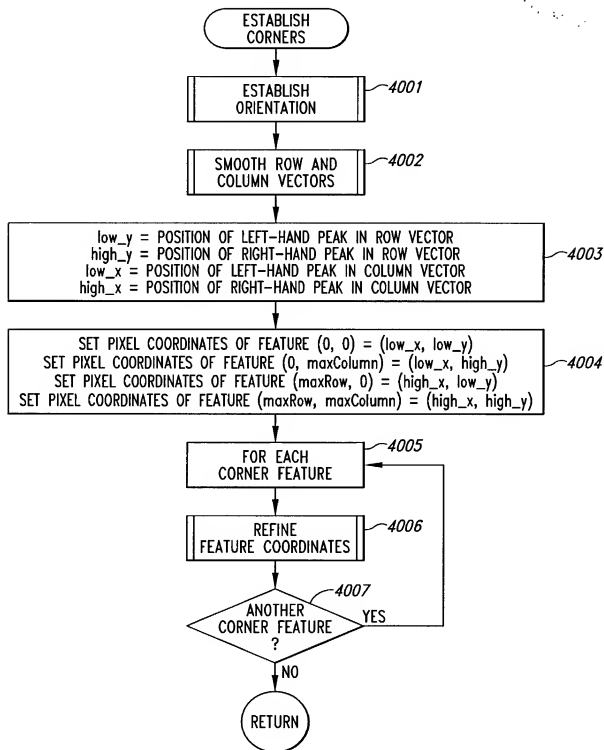 ESTABLISH
CORNERS
ESTABLISH
ORIENTATION
4001
SMOOTH ROW AND
COLUMN VECTORS
4002
low_y = POSITION OF LEFT-HAND PEAK IN ROW VECTOR
high_y = POSITION OF RIGHT-HAND PEAK IN ROW VECTOR
low_x = POSITION OF LEFT-HAND PEAK IN COLUMN VECTOR
high_x = POSITION OF RIGHT-HAND PEAK IN COLUMN VECTOR
4003
SET PIXEL COORDINATES OF FEATURE (0, 0) = (low_x, low_y)
SET PIXEL COORDINATES OF FEATURE (0, maxColumn) = (low_x, high_y)
SET PIXEL COORDINATES OF FEATURE (maxRow, 0) = (high_x, low_y)
SET PIXEL COORDINATES OF FEATURE (maxRow, maxColumn) = (high_x, high_y)
4004
FOR EACH
CORNER FEATURE
4005
REFINE
FEATURE COORDINATES
4006
4007
ANOTHER
CORNER FEATURE
?
YES
NO
RETURN